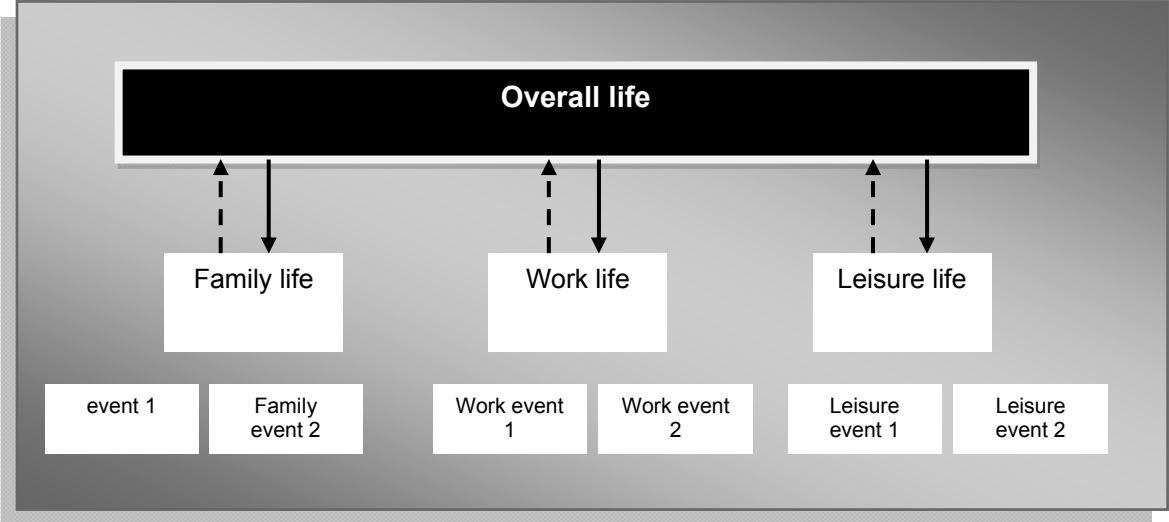 Overall life
Family life
Work life
Leisure life
event 1
Family
event 2
Work event
1
Work event
2
Leisure
event 1
Leisure
event 2